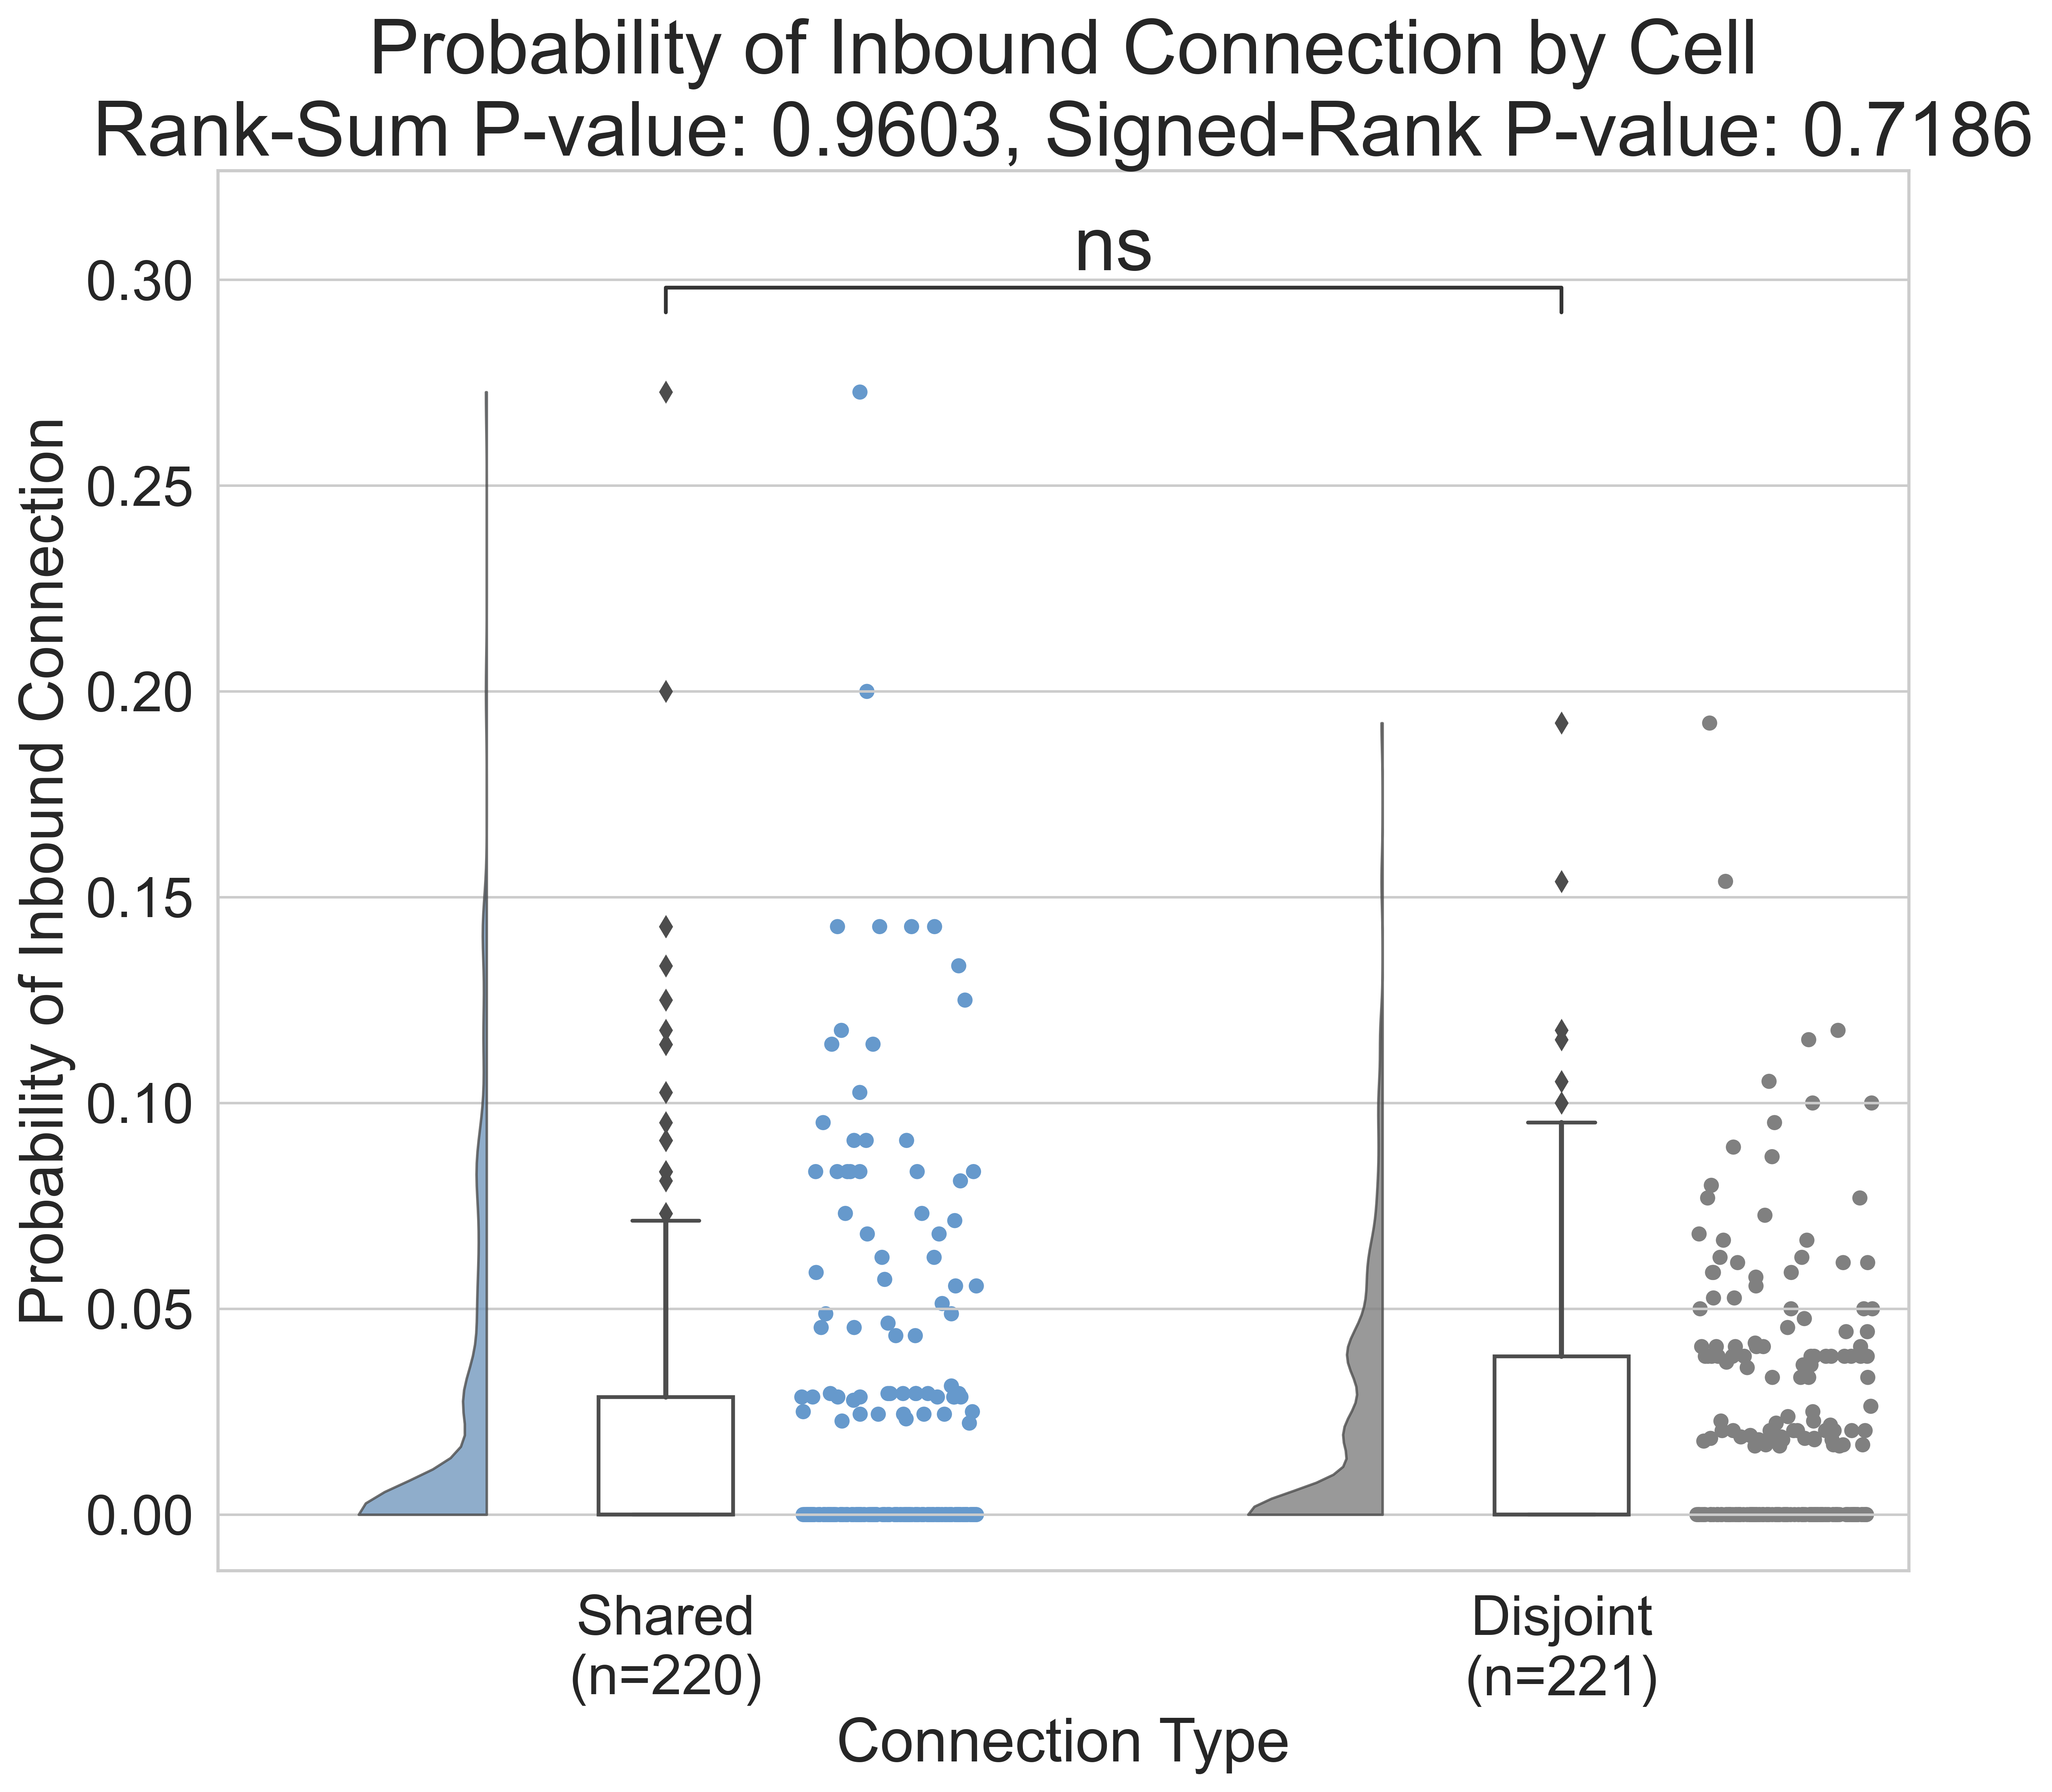 Probability of Inbound Connection by Cell
Rank-Sum P-value: 0.9603, Signed-Rank P-value: 0.7186
ns
0.30
0.25
0.20
0.15
0.10
0.05
0.00
Probability of Inbound Connection
Shared
(n=220)
Disjoint
(n=221)
Connection Type